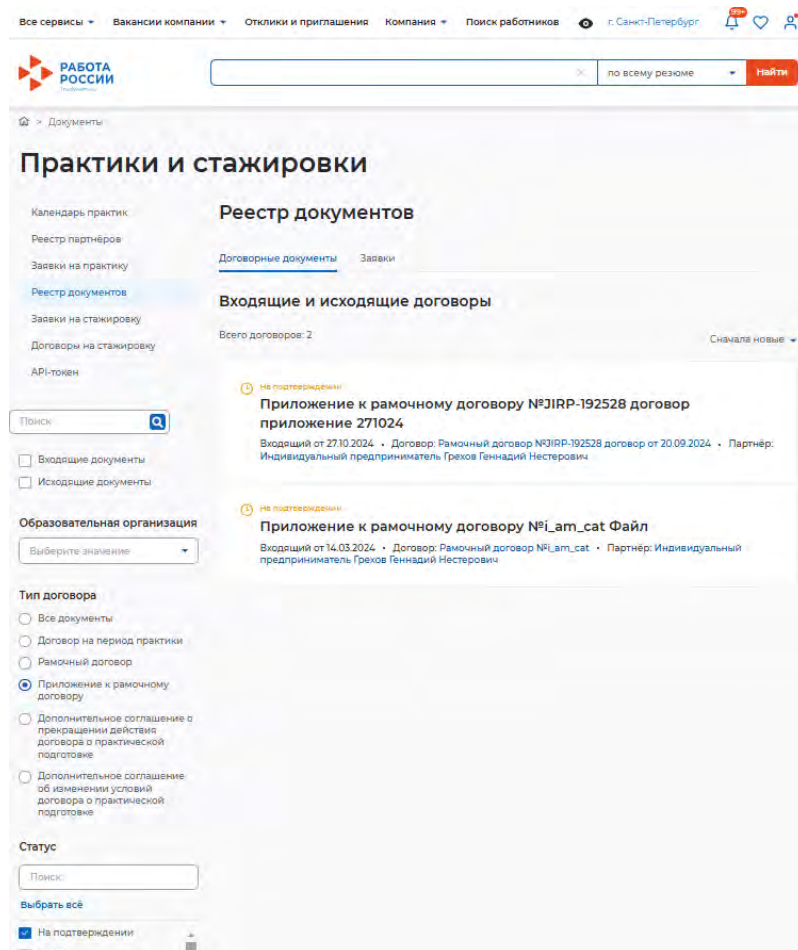 Все сервисы Вакансии компании Отклики и приглашения Компания Поиск работников г. Санкт-Петербург 99+
РАБОТА
РОССИИ
по всему резюме Найти
> Документы
Практики и стажировки
Календарь практик
Реестр партнёров
Заявки на практику
Реестр документов
Заявки на стажировку
Договоры на стажировку
API-токен
Поиск
Входящие документы
Исходящие документы
Образовательная организация
Выберите значение
Тип договора
Все документы
Договор на период практики
Рамочный договор
Приложение к рамочному
договору
Дополнительное соглашение о
прекращении действия
договора о практической
подготовке
Дополнительное соглашение
об изменении условий
договора о практической
подготовке
Статус
Поиск
Выбрать всё
На подтверждении
Реестр документов
Договорные документы Заявки
Входящие и исходящие договоры
Всего договоров: 2
Сначала новые
На подтверждении
Приложение к рамочному договору №JIRP-192528 договор
приложение 271024
Входящий от 27.10.2024 • Договор: Рамочный договор №JIRP-192528 договор от 20.09.2024 • Партнёр:
Индивидуальный предприниматель Грехов Геннадий Нестерович
На подтверждении
Приложение к рамочному договору №i_am_cat Файл
Входящий от 14.03.2024 • Договор: Рамочный договор №i_am_cat • Партнёр: Индивидуальный
предприниматель Грехов Геннадий Нестерович